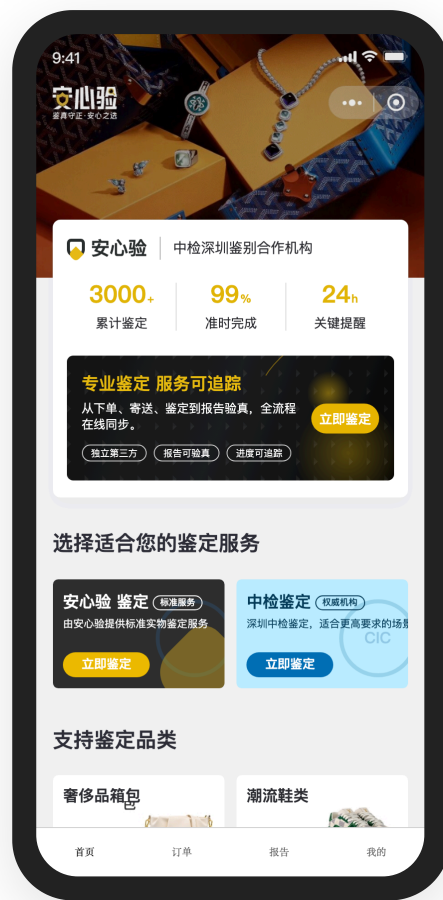 9:41
安心验
鉴真守正·安心之选
安心验 中检深圳鉴别合作机构
3000+ 99% 24h
累计鉴定 准时完成 关键提醒
专业鉴定 服务可追踪
从下单、寄送、鉴定到报告验真，全流程
在线同步。
立即鉴定
独立第三方 报告可验真 进度可追踪
选择适合您的鉴定服务
安心验 鉴定 标准服务
由安心验提供标准实物鉴定服务
立即鉴定
中检鉴定 权威机构
深圳中检鉴定，适合更高要求的场景
CIC
立即鉴定
支持鉴定品类
奢侈品箱包 潮流鞋类
首页 订单 报告 我的